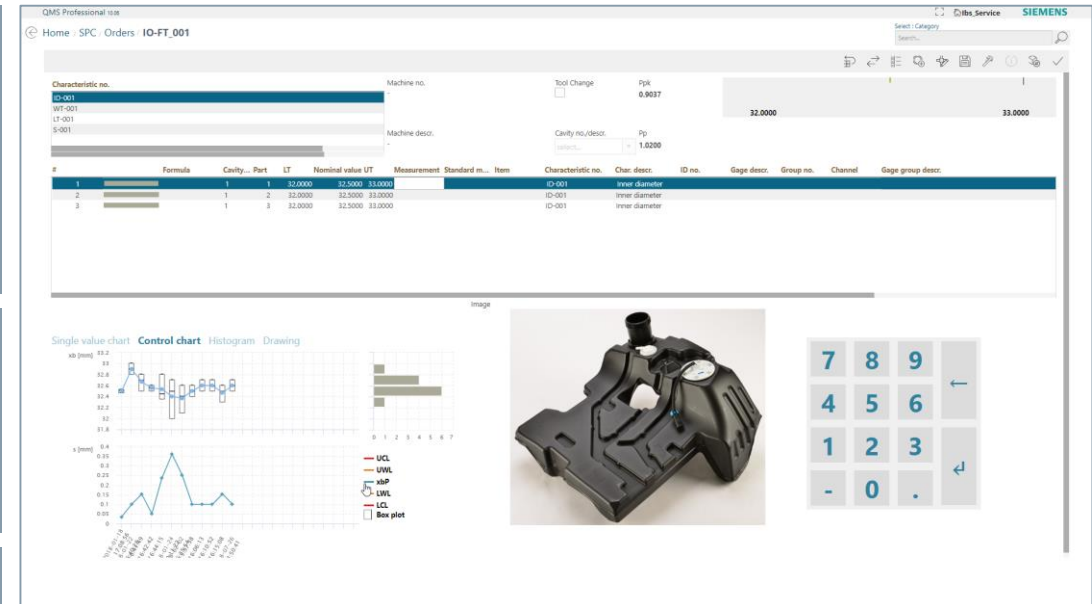 QMS Professional
Ibs_Service SIEMENS
Home / SPC / Orders / IO-FT_001
Select / Category
Search...
Characteristic no.
IO-001
WT-001
LT-001
S-001
Machine no.
-
Machine descr.
-
Tool Change
Cavity no./descr.
select...
Ppk
0.9037
Pp
1.0200
32.0000 33.0000
# Formula Cavity... Part LT Nominal value UT Measurement Standard m... Item Characteristic no. Char. descr. ID no. Gage descr. Group no. Channel Gage group descr.
1 1 1 32.0000 32.5000 33.0000 IO-001 Inner diameter
2 1 2 32.0000 32.5000 33.0000 IO-001 Inner diameter
3 1 3 32.0000 32.5000 33.0000 IO-001 Inner diameter
Image
Single value chart Control chart Histogram Drawing
xb [mm]
33.2
33
32.8
32.6
32.4
32.2
32
31.8
0 1 2 3 4 5 6 7
s [mm]
0.4
0.35
0.3
0.25
0.2
0.15
0.1
0.05
0
UCL
UWL
xbP
LWL
LCL
Box plot
7 8 9 ←
4 5 6
1 2 3 ↵
- 0 .